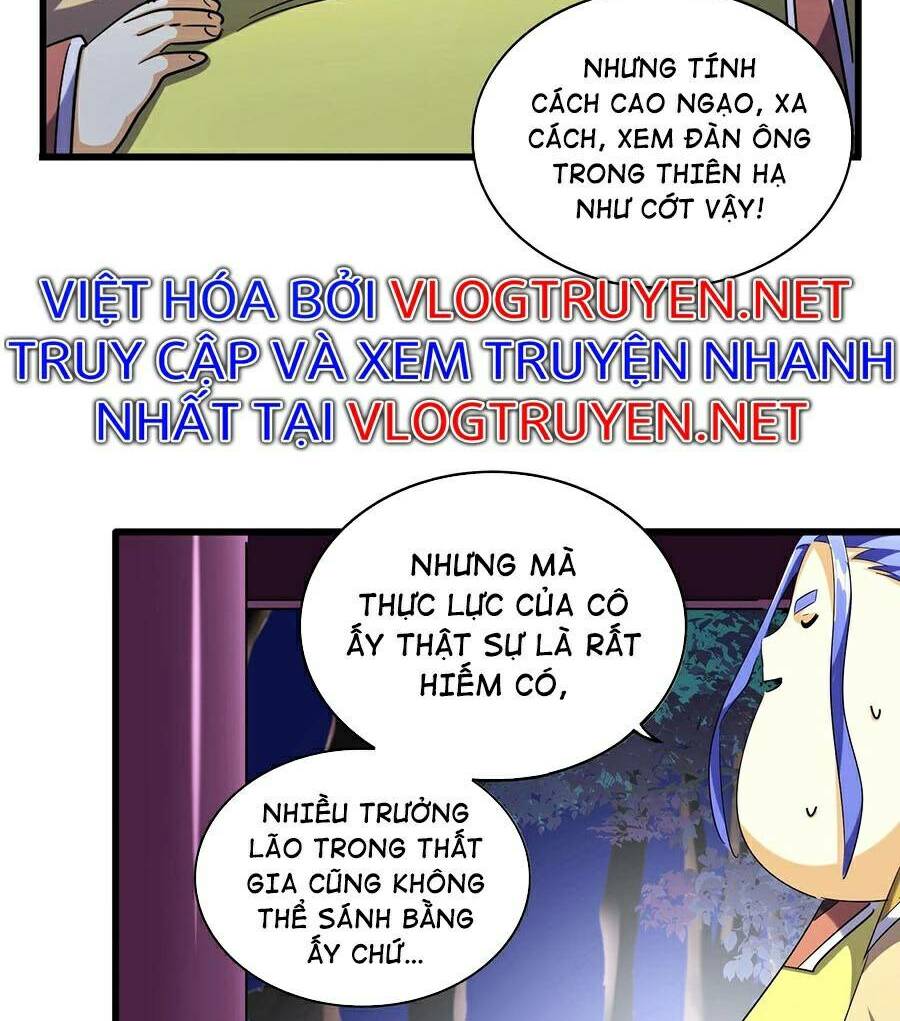 NHƯNG TÍNH
CÁCH CAO NGẠO, XA
CÁCH, XEM ĐÀN ÔNG
TRONG THIÊN HẠ
NHƯ CỚT VẬY!
VIỆT HÓA BỞI VLOGTRUYEN.NET
TRUY CẬP VÀ XEM TRUYỆN NHANH
NHẤT TẠI VLOGTRUYEN.NET
NHƯNG MÀ
THỰC LỰC CỦA CÔ
ẤY THẬT SỰ LÀ RẤT
HIẾM CÓ,
NHIỀU TRƯỞNG
LÃO TRONG THẤT
GIA CŨNG KHÔNG
THỂ SÁNH BẰNG
ẤY CHỨ...